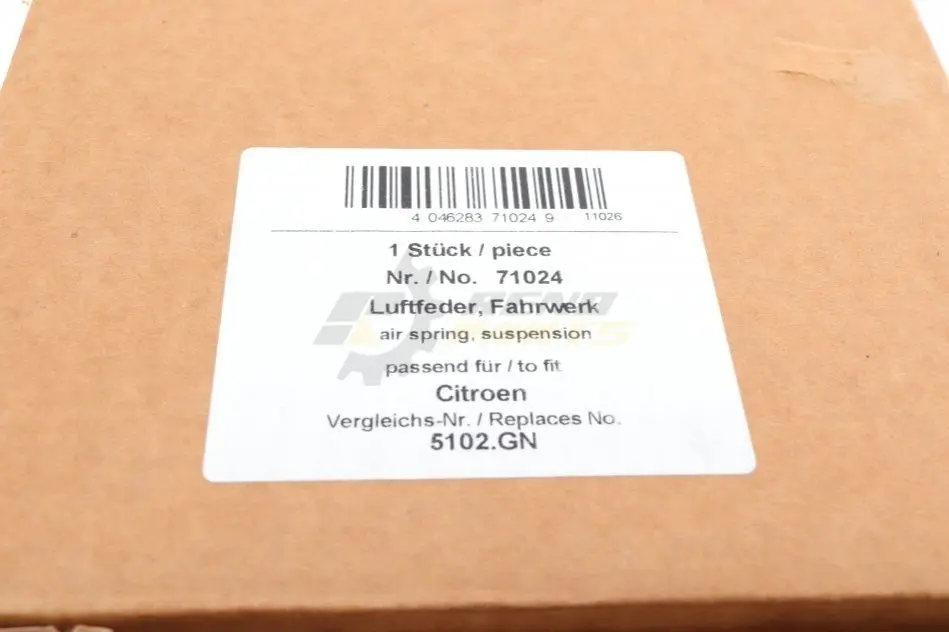 4 046283 71024 9 11026
1 Stück / piece
Nr. / No. 71024
Luftfeder, Fahrwerk
air spring, suspension
passend für / to fit
Citroen
Vergleichs-Nr. / Replaces No.
5102.GN